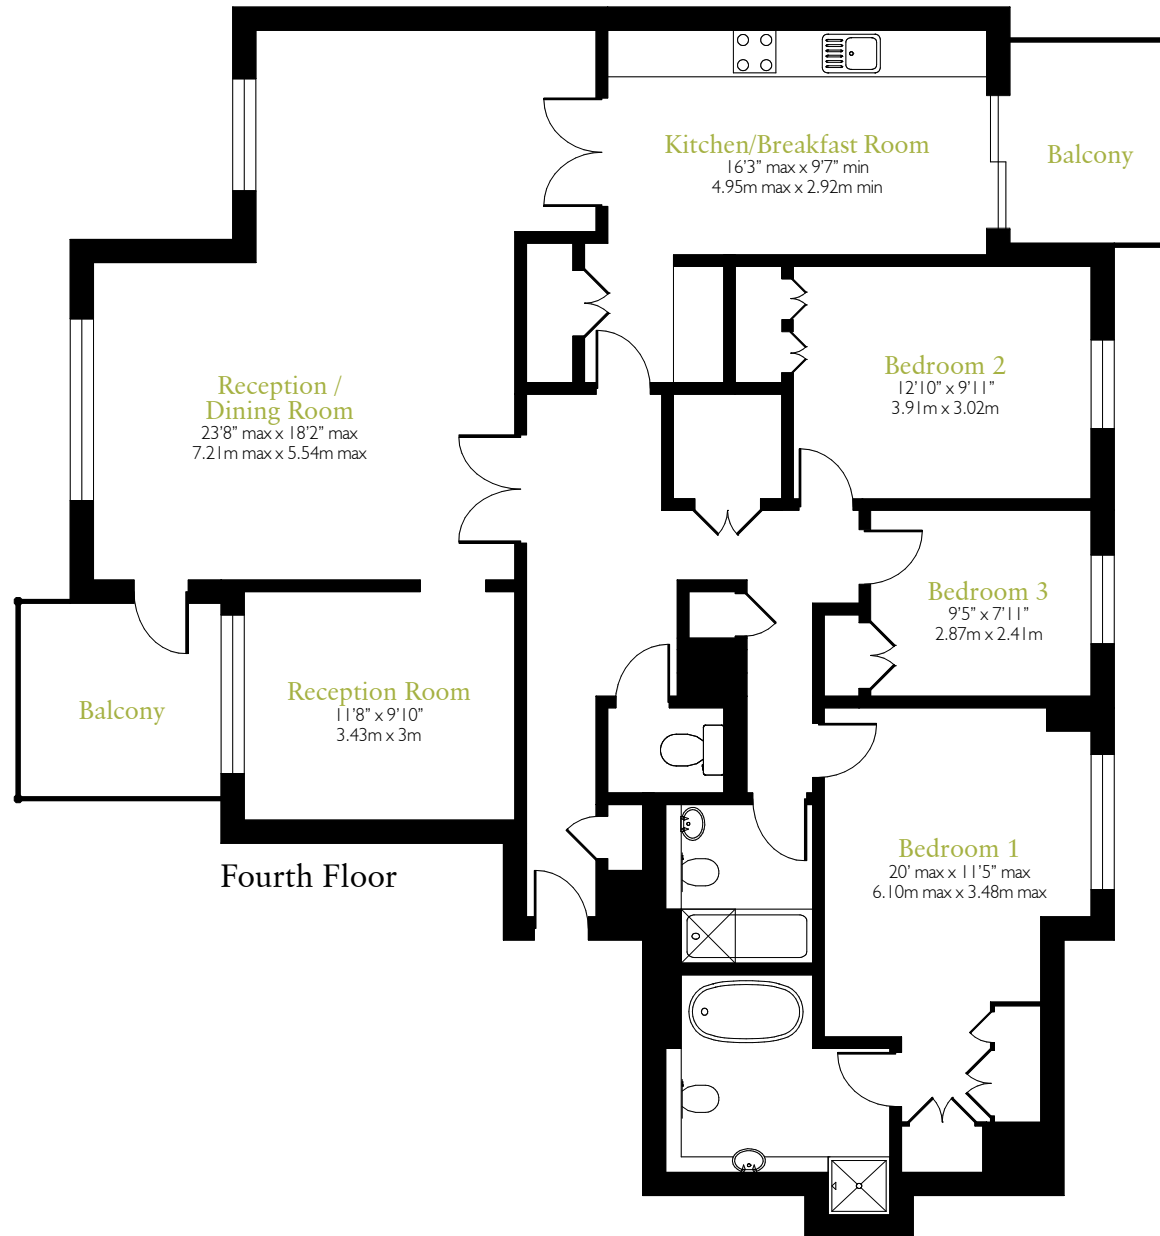 Kitchen/Breakfast Room
16'3” max x 9'7” min
4.95m max x 2.92m min
Balcony
Bedroom 2
12'10” x 9'11”
3.91m x 3.02m
Reception /
Dining Room
23'8” max x 18'2” max
7.21m max x 5.54m max
Bedroom 3
9'5” x 7'11”
2.87m x 2.41m
Reception Room
11'8” x 9'10”
3.43m x 3m
Balcony
Bedroom 1
20' max x 11'5” max
6.10m max x 3.48m max
Fourth Floor